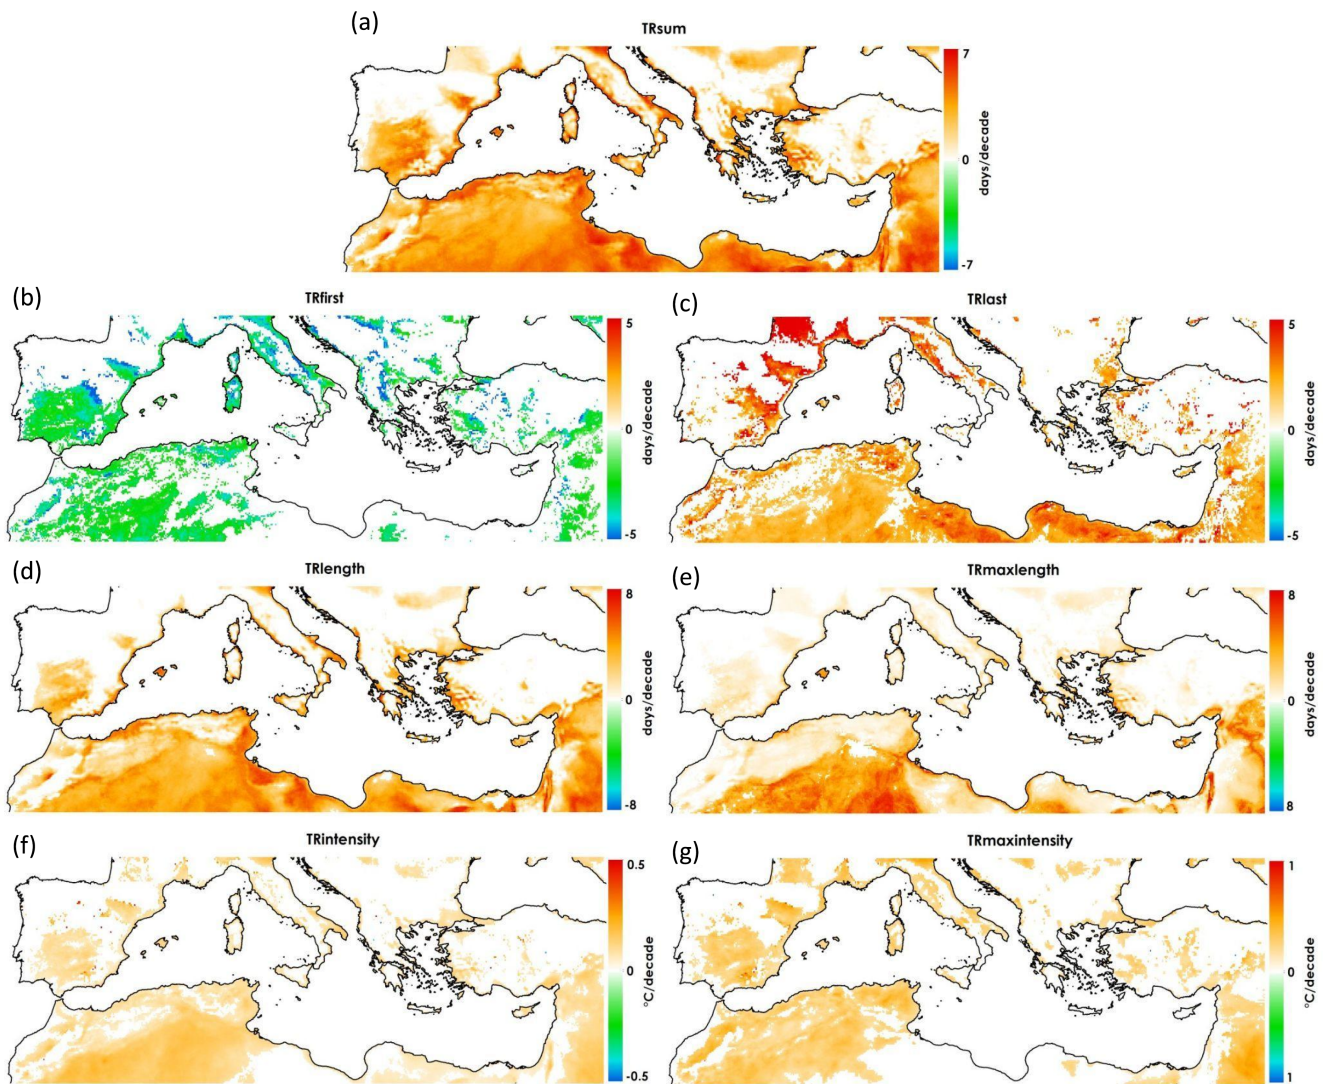 (a)
TRsum
7
0
-7
days/decade
(b)
TRfirst
5
0
-5
days/decade
(c)
TRlast
5
0
-5
days/decade
(d)
TRlength
8
0
-8
days/decade
(e)
TRmaxlength
8
0
8
days/decade
(f)
TRintensity
0.5
0
-0.5
°C/decade
(g)
TRmaxintensity
1
0
1
°C/decade